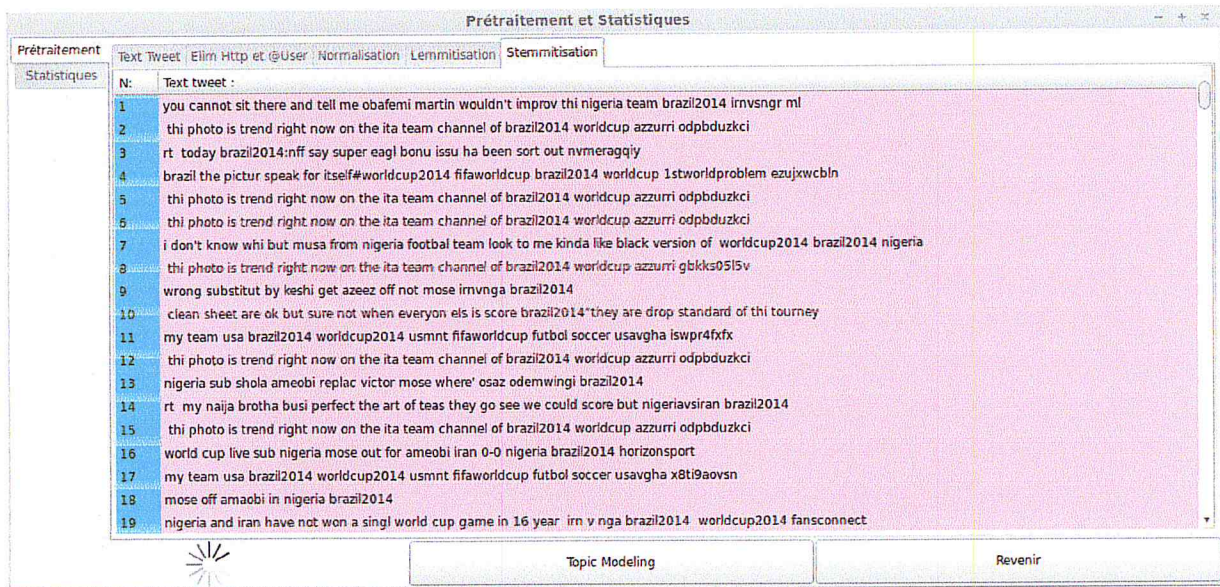 Prétraitement et Statistiques
Prétraitement
Statistiques
Text Tweet Elim Http et @User Normalisation Lemmitisation Stemmitisation
N: Text tweet :
1 you cannot sit there and tell me obafemi martin wouldn't improv thi nigeria team brazil2014 irnvsngr ml
2 thi photo is trend right now on the ita team channel of brazil2014 worldcup azzurri odpbduzkci
3 rt today brazil2014:nff say super eagl bonu issu ha been sort out nvmeragqiy
4 brazil the pictur speak for itself#worldcup2014 fifaworldcup brazil2014 worldcup 1stworldproblem ezujxwcbln
5 thi photo is trend right now on the ita team channel of brazil2014 worldcup azzurri odpbduzkci
6 thi photo is trend right now on the ita team channel of brazil2014 worldcup azzurri odpbduzkci
7 i don't know whi but musa from nigeria footbal team look to me kinda like black version of worldcup2014 brazil2014 nigeria
8 thi photo is trend right now on the ita team channel of brazil2014 worldcup azzurri gbkks05l5v
9 wrong substitut by keshi get azeez off not mose irnvnga brazil2014
10 clean sheet are ok but sure not when everyon els is score brazil2014"they are drop standard of thi tourney
11 my team usa brazil2014 worldcup2014 usmnt fifaworldcup futbol soccer usavgha iswpr4fxfx
12 thi photo is trend right now on the ita team channel of brazil2014 worldcup azzurri odpbduzkci
13 nigeria sub shola ameobi replac victor mose where' osaz odemwingi brazil2014
14 rt my naija brotha busi perfect the art of teas they go see we could score but nigeriavsiran brazil2014
15 thi photo is trend right now on the ita team channel of brazil2014 worldcup azzurri odpbduzkci
16 world cup live sub nigeria mose out for ameobi iran 0-0 nigeria brazil2014 horizonsport
17 my team usa brazil2014 worldcup2014 usmnt fifaworldcup futbol soccer usavgha x8ti9aovsn
18 mose off amaobi in nigeria brazil2014
19 nigeria and iran have not won a singl world cup game in 16 year irn v nga brazil2014 worldcup2014 fansconnect
Topic Modeling
Revenir